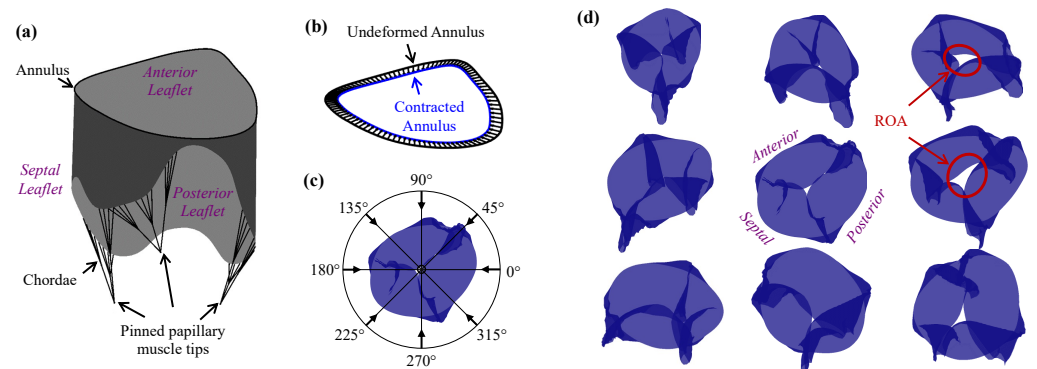 (a)
Annulus
Anterior
Leaflet
Septal
Leaflet
Posterior
Leaflet
Chordae
Pinned papillary
muscle tips
(b)
Undeformed Annulus
Contracted
Annulus
(c)
90°
135°
45°
180°
0°
225°
315°
270°
(d)
ROA
Anterior
Septal
Posterior